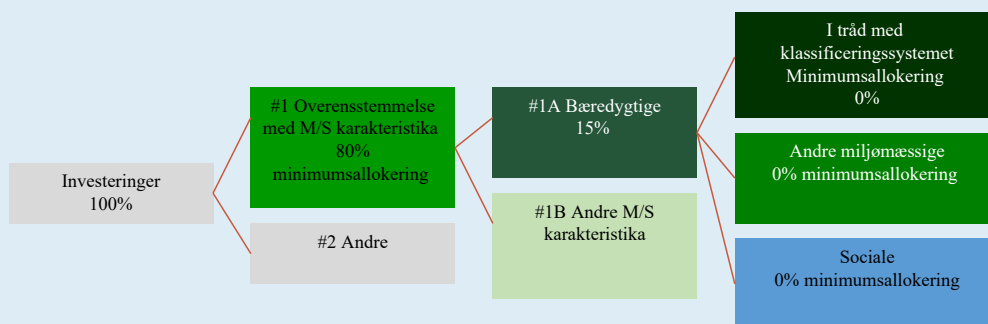 Investeringer
100%
#1 Overensstemmelse
med M/S karakteristika
80%
minimumsallokering
#2 Andre
#1A Bæredygtige
15%
#1B Andre M/S
karakteristika
I tråd med
klassificeringssystemet
Minimumsallokering
0%
Andre miljømæssige
0% minimumsallokering
Sociale
0% minimumsallokering